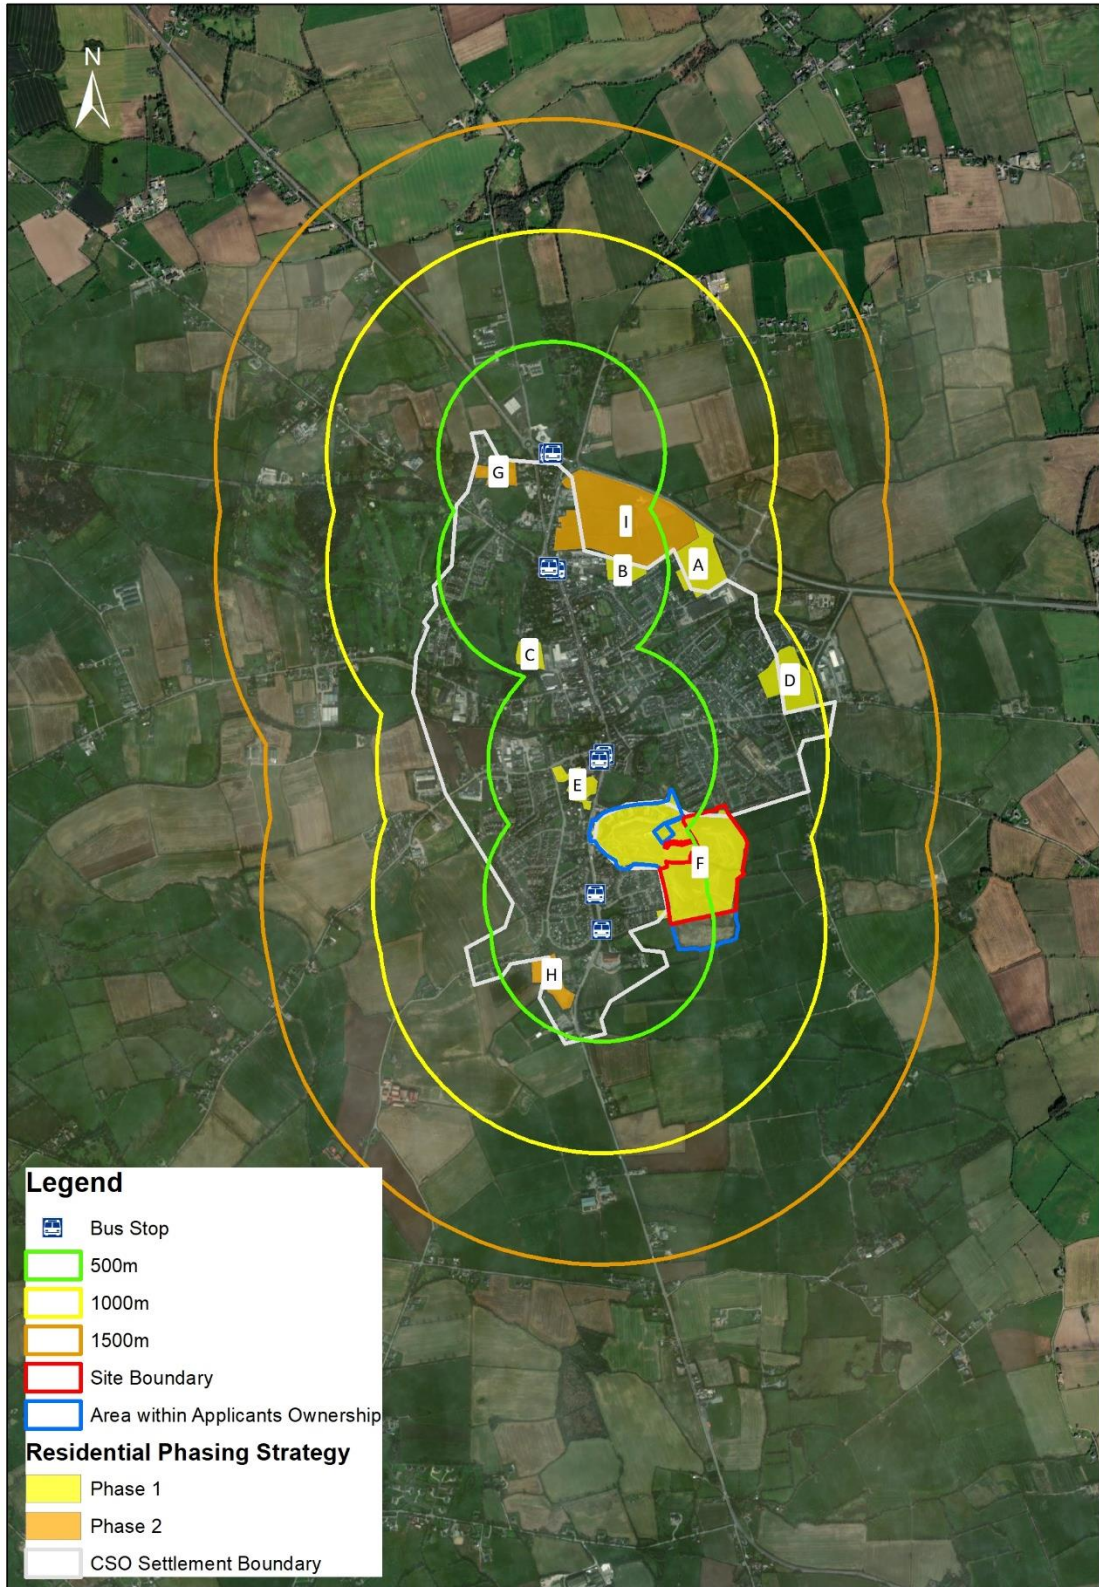 N
G
I
B
A
C
D
E
F
H
Legend
Bus Stop
500m
1000m
1500m
Site Boundary
Area within Applicants Ownership
Residential Phasing Strategy
Phase 1
Phase 2
CSO Settlement Boundary